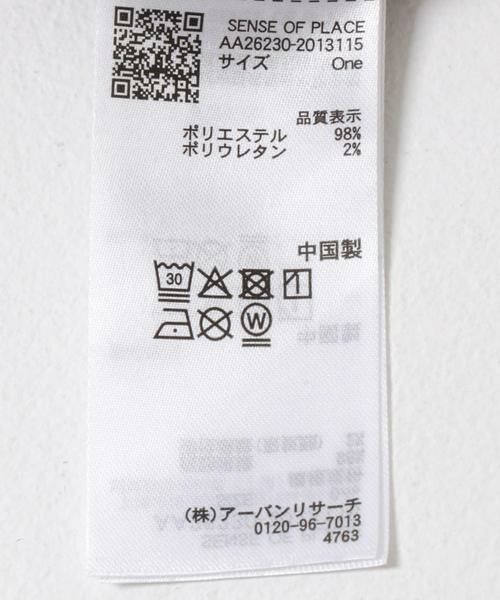 SENSE OF PLACE
AA26230-2013115
サイズ One
品質表示
ポリエステル 98%
ポリウレタン 2%
中国製
30
W
(株)アーバンリサーチ
0120-96-7013
4763